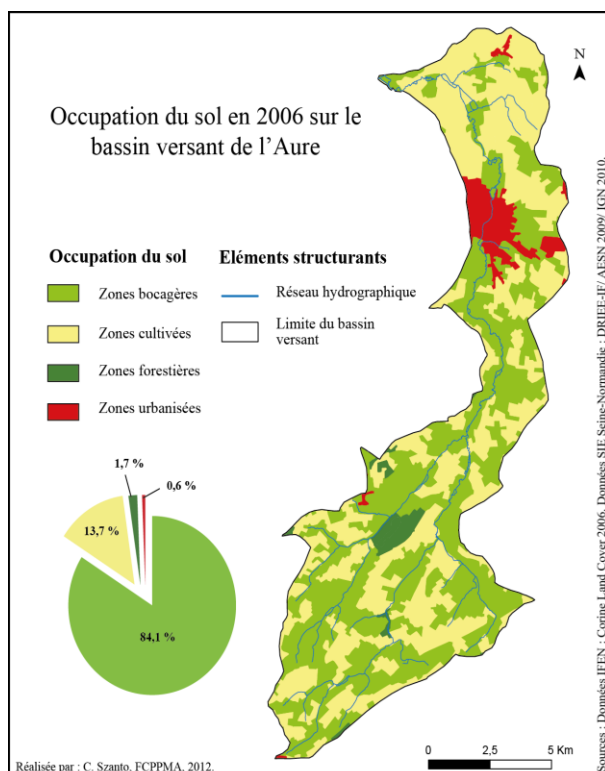 Occupation du sol en 2006 sur le
bassin versant de l'Aure
N
Occupation du sol
Zones bocagères
Zones cultivées
Zones forestières
Zones urbanisées
Eléments structurants
Réseau hydrographique
Limite du bassin
versant
1,7 %
0,6 %
13,7 %
84,1 %
0 2,5 5 Km
Réalisée par : C. Szanto, FCPPMA, 2012.
Sources : Données IFEN : Corine Land Cover 2006, Données SIE Seine-Normandie : DRIEE-IF/ AESN 2009/ IGN 2010.